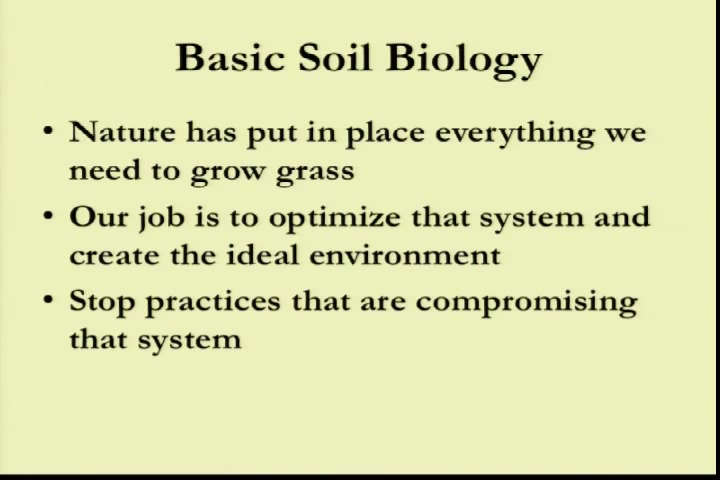 Basic Soil Biology
• Nature has put in place everything we
need to grow grass
• Our job is to optimize that system and
create the ideal environment
• Stop practices that are compromising
that system